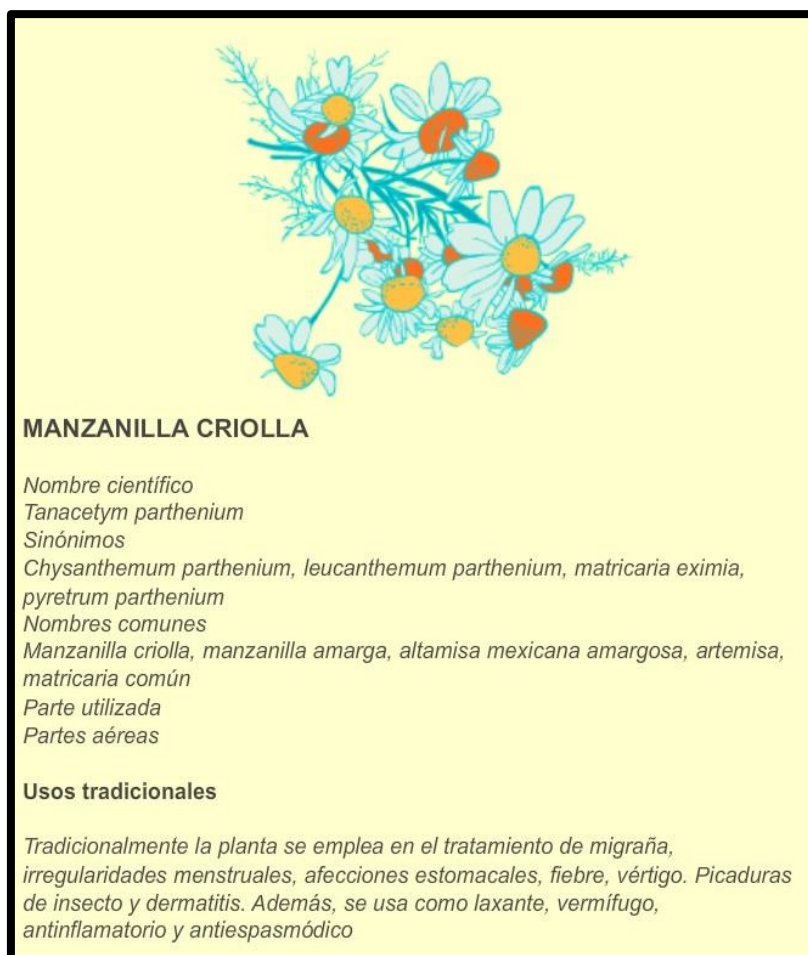 MANZANILLA CRIOLLA
Nombre científico
Tanacetym parthenium
Sinónimos
Chysanthemum parthenium, leucanthemum parthenium, matricaria eximia,
pyretrum parthenium
Nombres comunes
Manzanilla criolla, manzanilla amarga, altamisa mexicana amargosa, artemisa,
matricaria común
Parte utilizada
Partes aéreas
Usos tradicionales
Tradicionalmente la planta se emplea en el tratamiento de migraña,
irregularidades menstruales, afecciones estomacales, fiebre, vértigo. Picaduras
de insecto y dermatitis. Además, se usa como laxante, vermífugo,
antinflamatorio y antiespasmódico